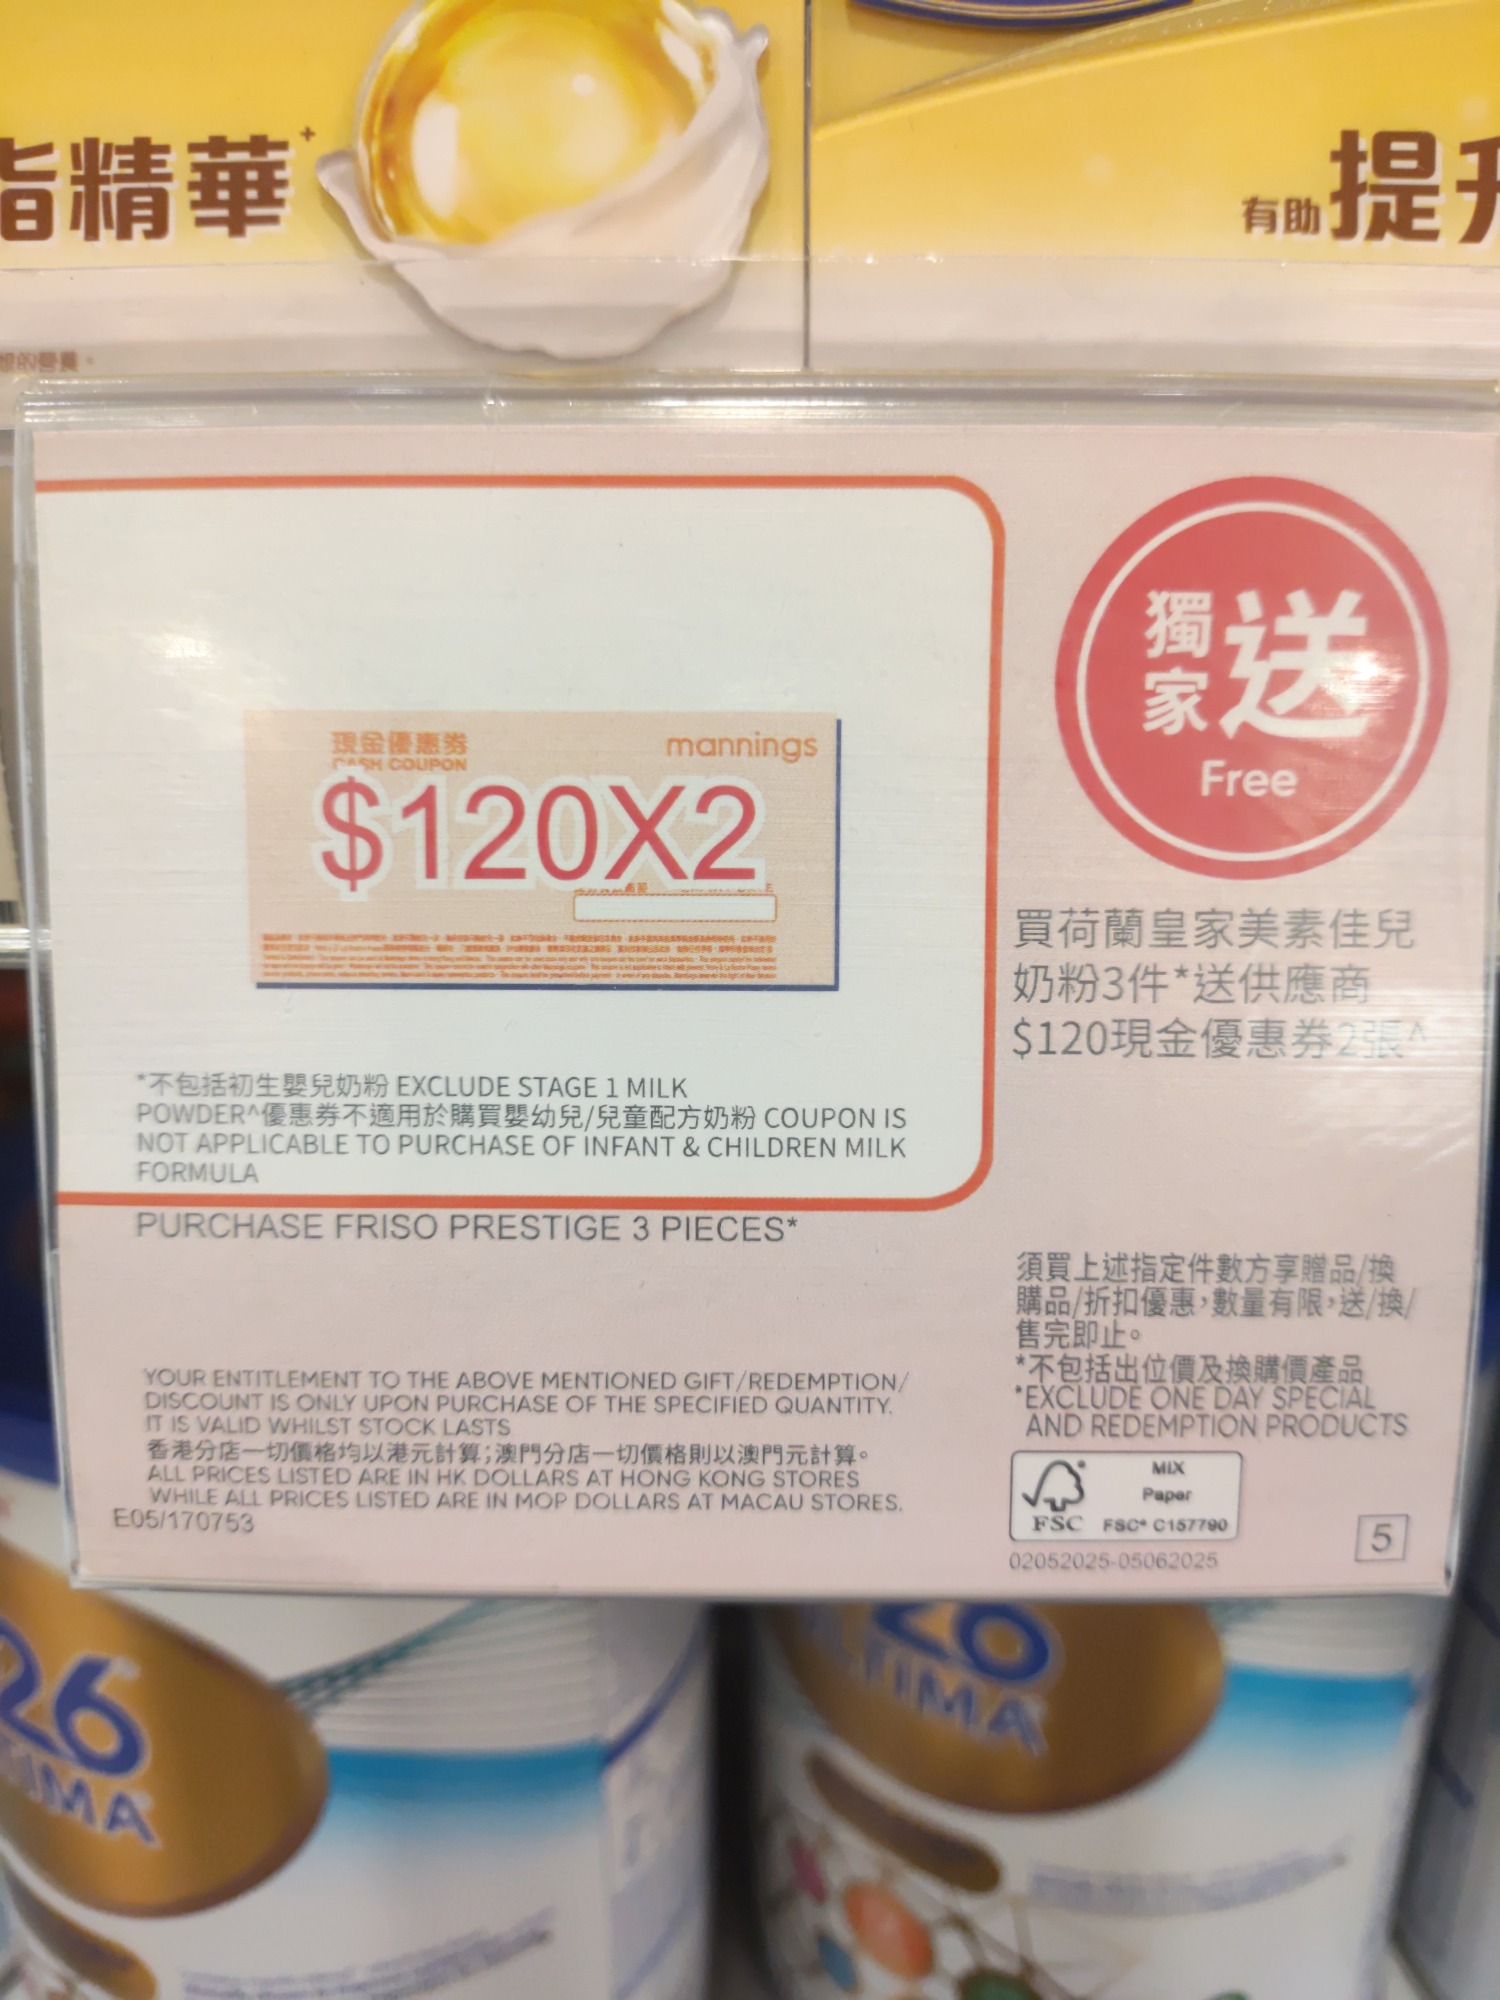 精華+
有助提升
的營養。
獨家送
Free
現金優惠券
mannings
CASH COUPON
$120X2
買荷蘭皇家美素佳兒
奶粉3件*送供應商
$120現金優惠券2張^
*不包括初生嬰兒奶粉 EXCLUDE STAGE 1 MILK
POWDER^優惠券不適用於購買嬰幼兒/兒童配方奶粉 COUPON IS
NOT APPLICABLE TO PURCHASE OF INFANT & CHILDREN MILK
FORMULA
PURCHASE FRISO PRESTIGE 3 PIECES*
須買上述指定件數方享贈品/換
購品/折扣優惠，數量有限，送/換/
售完即止。
*不包括出位價及換購價產品
*EXCLUDE ONE DAY SPECIAL
AND REDEMPTION PRODUCTS
YOUR ENTITLEMENT TO THE ABOVE MENTIONED GIFT/REDEMPTION/
DISCOUNT IS ONLY UPON PURCHASE OF THE SPECIFIED QUANTITY.
IT IS VALID WHILST STOCK LASTS
香港分店一切價格均以港元計算；澳門分店一切價格則以澳門元計算。
ALL PRICES LISTED ARE IN HK DOLLARS AT HONG KONG STORES
WHILE ALL PRICES LISTED ARE IN MOP DOLLARS AT MACAU STORES.
E05/170753
MIX
Paper
FSC FSC® C157790
02052025-05062025
5
26
26
TIMA